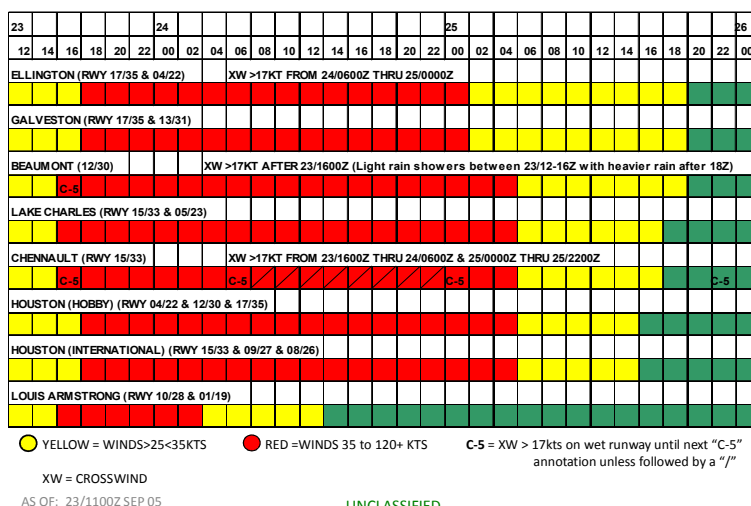 23 24 25 26
12 14 16 18 20 22 00 02 04 06 08 10 12 14 16 18 20 22 00 02 04 06 08 10 12 14 16 18 20 22 00
ELLINGTON (RWY 17/35 & 04/22) XW >17KT FROM 24/0600Z THRU 25/0000Z
GALVESTON (RWY 17/35 & 13/31)
BEAUMONT (12/30) XW >17KT AFTER 23/1600Z (Light rain showers between 23/12-16Z with heavier rain after 18Z)
C-5
LAKE CHARLES (RWY 15/33 & 05/23)
CHENNAULT (RWY 15/33) XW >17KT FROM 23/1600Z THRU 24/0600Z & 25/0000Z THRU 25/2200Z
C-5 C-5 C-5 C-5
HOUSTON (HOBBY) (RWY 04/22 & 12/30 & 17/35)
HOUSTON (INTERNATIONAL) (RWY 15/33 & 09/27 & 08/26)
LOUIS ARMSTRONG (RWY 10/28 & 01/19)
YELLOW = WINDS>25<35KTS RED =WINDS 35 to 120+ KTS C-5 = XW > 17kts on wet runway until next “C-5”
annotation unless followed by a “/”
XW = CROSSWIND
AS OF: 23/1100Z SEP 05
UNCLASSIFIED